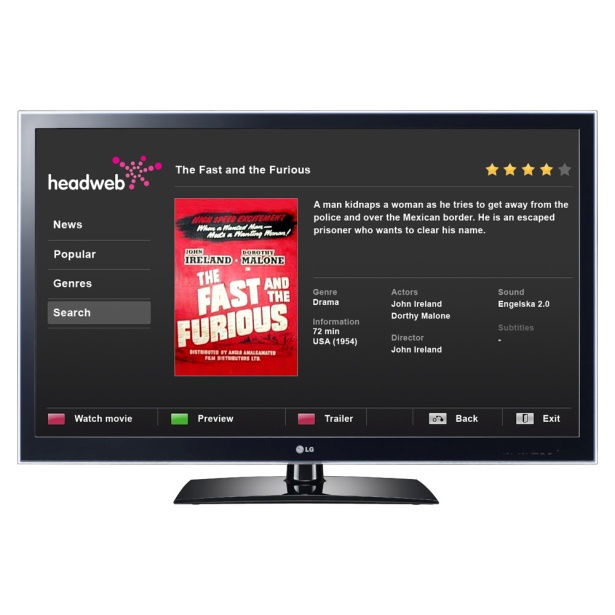 headweb
The Fast and the Furious
News
Popular
Genres
Search
HIGH SPEED EXCITEMENT
When a Wanted Man—
Meets a Wanting Woman!
JOHN IRELAND · DOROTHY MALONE
IN
THE
FAST AND
THE
FURIOUS
DISTRIBUTED BY ANGLO AMALGAMATED
FILM DISTRIBUTORS LTD.
A man kidnaps a woman as he tries to get away from the
police and over the Mexican border. He is an escaped
prisoner who wants to clear his name.
Genre
Drama
Information
72 min
USA (1954)
Actors
John Ireland
Dorthy Malone
Director
John Ireland
Sound
Engelska 2.0
Subtitles
-
Watch movie
Preview
Trailer
Back
Exit
LG